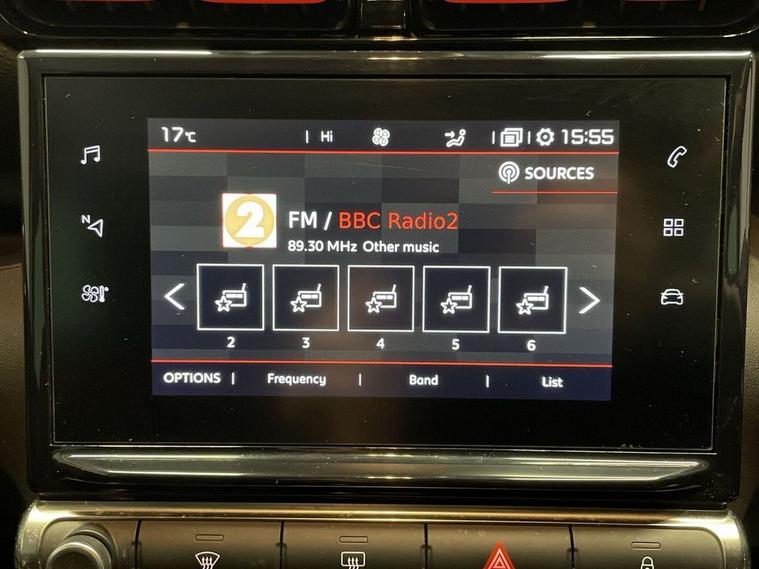 17°C | Hi | | 15:55
SOURCES
2 FM / BBC Radio2
89.30 MHz Other music
2 3 4 5 6
OPTIONS | Frequency | Band | List
N